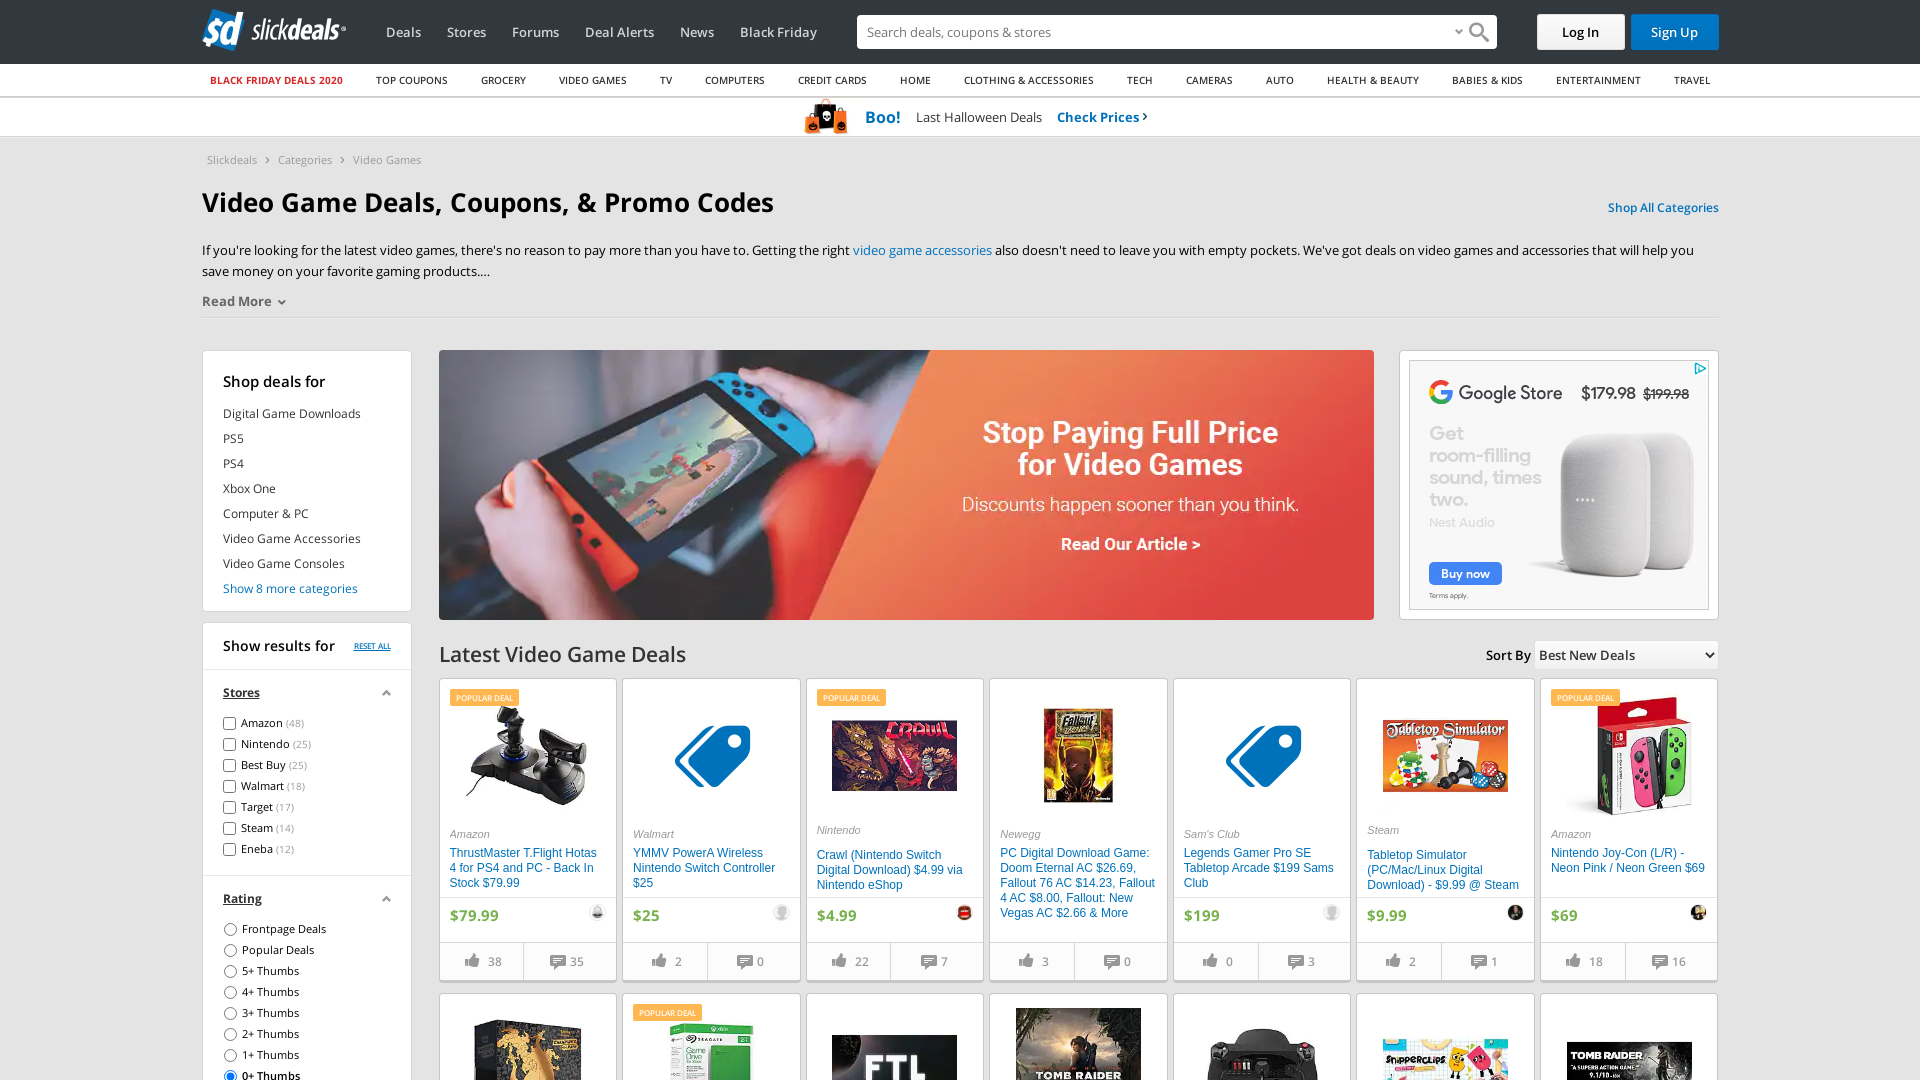 sd slickdeals
Deals
Stores
Forums
Deal Alerts
News
Black Friday
Search deals, coupons & stores
Log In
Sign Up
BLACK FRIDAY DEALS 2020
TOP COUPONS
GROCERY
VIDEO GAMES
TV
COMPUTERS
CREDIT CARDS
HOME
CLOTHING & ACCESSORIES
TECH
CAMERAS
AUTO
HEALTH & BEAUTY
BABIES & KIDS
ENTERTAINMENT
TRAVEL
Boo! Last Halloween Deals Check Prices
Slickdeals > Categories > Video Games
Video Game Deals, Coupons, & Promo Codes
Shop All Categories
If you're looking for the latest video games, there's no reason to pay more than you have to. Getting the right video game accessories also doesn't need to leave you with empty pockets. We've got deals on video games and accessories that will help you
save money on your favorite gaming products.…
Read More
Shop deals for
Digital Game Downloads
PS5
PS4
Xbox One
Computer & PC
Video Game Accessories
Video Game Consoles
Show 8 more categories
Stop Paying Full Price
for Video Games
Discounts happen sooner than you think.
Read Our Article >
Google Store $179.98 $199.98
Get
room-filling
sound, times
two.
Nest Audio
Buy now
Terms apply.
Show results for RESET ALL
Stores
Amazon (48)
Nintendo (25)
Best Buy (25)
Walmart (18)
Target (17)
Steam (14)
Eneba (12)
Rating
Frontpage Deals
Popular Deals
5+ Thumbs
4+ Thumbs
3+ Thumbs
2+ Thumbs
1+ Thumbs
0+ Thumbs
Latest Video Game Deals
Sort By Best New Deals
POPULAR DEAL
Amazon
ThrustMaster T.Flight Hotas
4 for PS4 and PC - Back In
Stock $79.99
$79.99
38
35
Walmart
YMMV PowerA Wireless
Nintendo Switch Controller
$25
$25
2
0
POPULAR DEAL
CRAWL
Nintendo
Crawl (Nintendo Switch
Digital Download) $4.99 via
Nintendo eShop
$4.99
22
7
Fallout
Newegg
PC Digital Download Game:
Doom Eternal AC $26.69,
Fallout 76 AC $14.23, Fallout
4 AC $8.00, Fallout: New
Vegas AC $2.66 & More
3
0
Sam's Club
Legends Gamer Pro SE
Tabletop Arcade $199 Sams
Club
$199
0
3
Tabletop Simulator
Steam
Tabletop Simulator
(PC/Mac/Linux Digital
Download) - $9.99 @ Steam
$9.99
2
1
POPULAR DEAL
Amazon
Nintendo Joy-Con (L/R) -
Neon Pink / Neon Green $69
$69
18
16
POPULAR DEAL
XBOX
SEAGATE
Game Drive
FTL
TOMB RAIDER
SNIPPERCLIPS
TOMB RAIDER
"A SUPERB ACTION GAME."
9.1/10